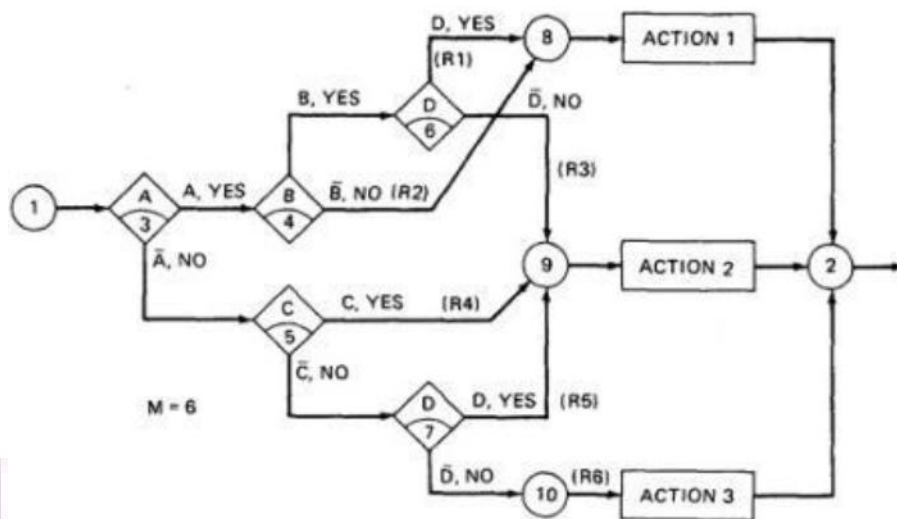 D, YES
8
ACTION 1
(R1)
B, YES
D
6
D̄, NO
A, YES
B
4
B̄, NO (R2)
(R3)
1
A
3
Ā, NO
9
ACTION 2
2
C
5
C, YES
(R4)
C̄, NO
M = 6
D
7
D, YES
(R5)
D̄, NO
10
(R6)
ACTION 3